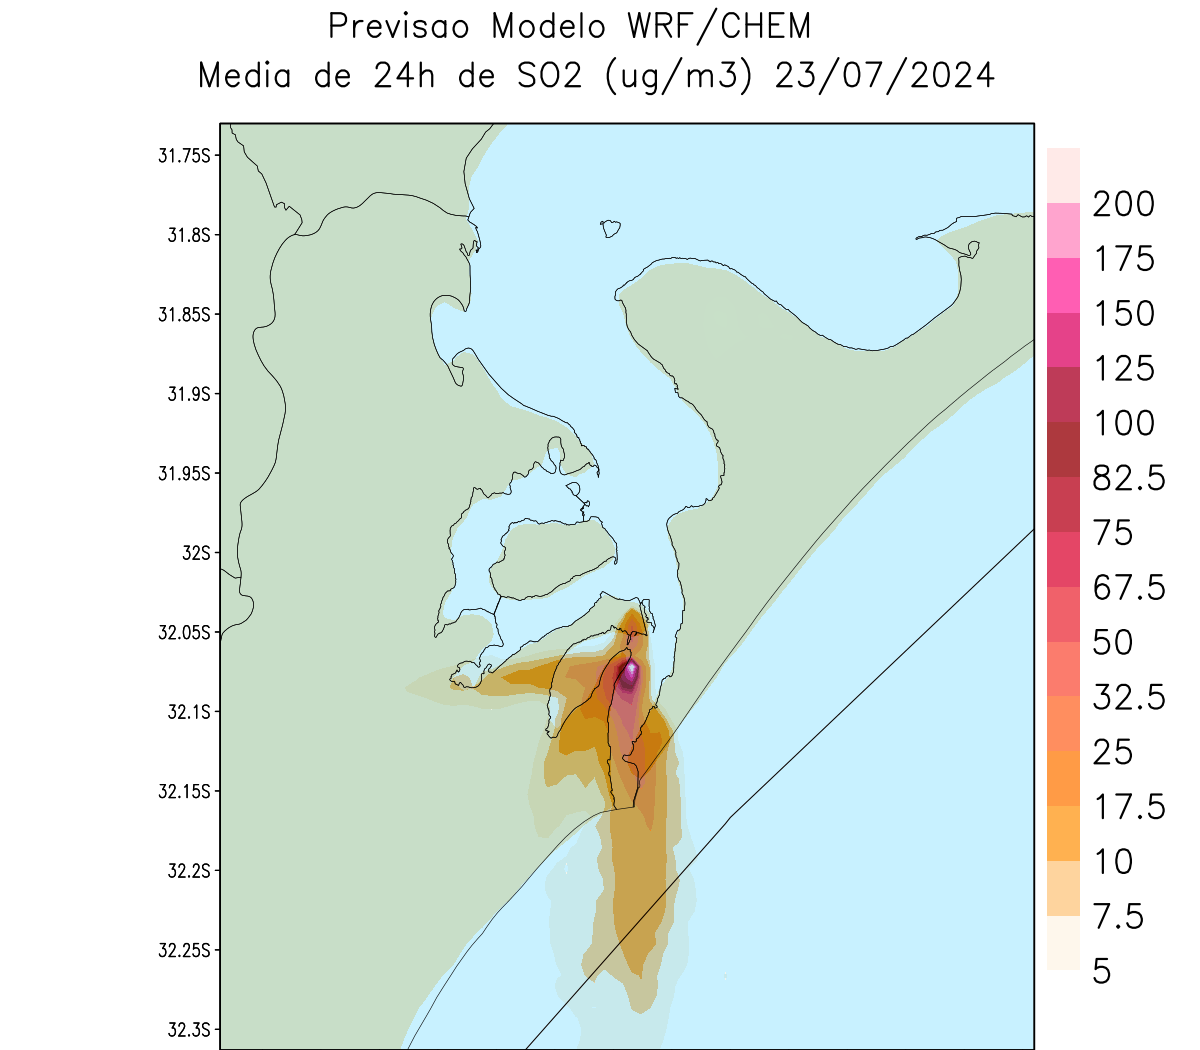 Previsao Modelo WRF/CHEM
Media de 24h de SO2 (ug/m3) 23/07/2024
31.75S
31.8S
31.85S
31.9S
31.95S
32S
32.05S
32.1S
32.15S
32.2S
32.25S
32.3S
200
175
150
125
100
82.5
75
67.5
50
32.5
25
17.5
10
7.5
5